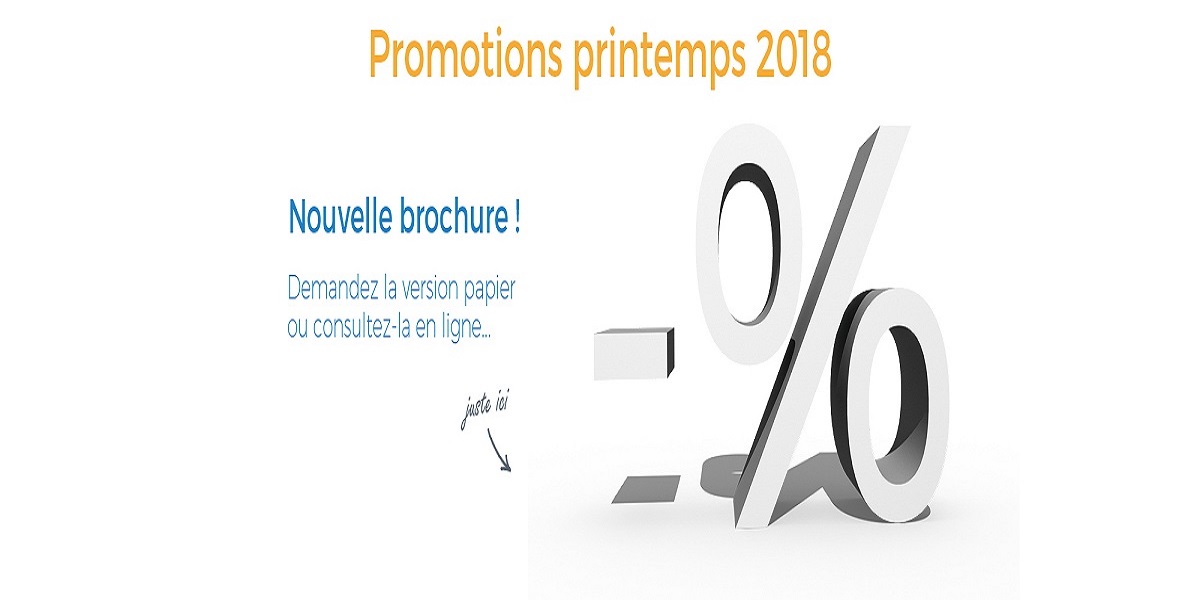 Promotions printemps 2018
Nouvelle brochure !
Demandez la version papier
ou consultez-la en ligne...
juste ici
-%